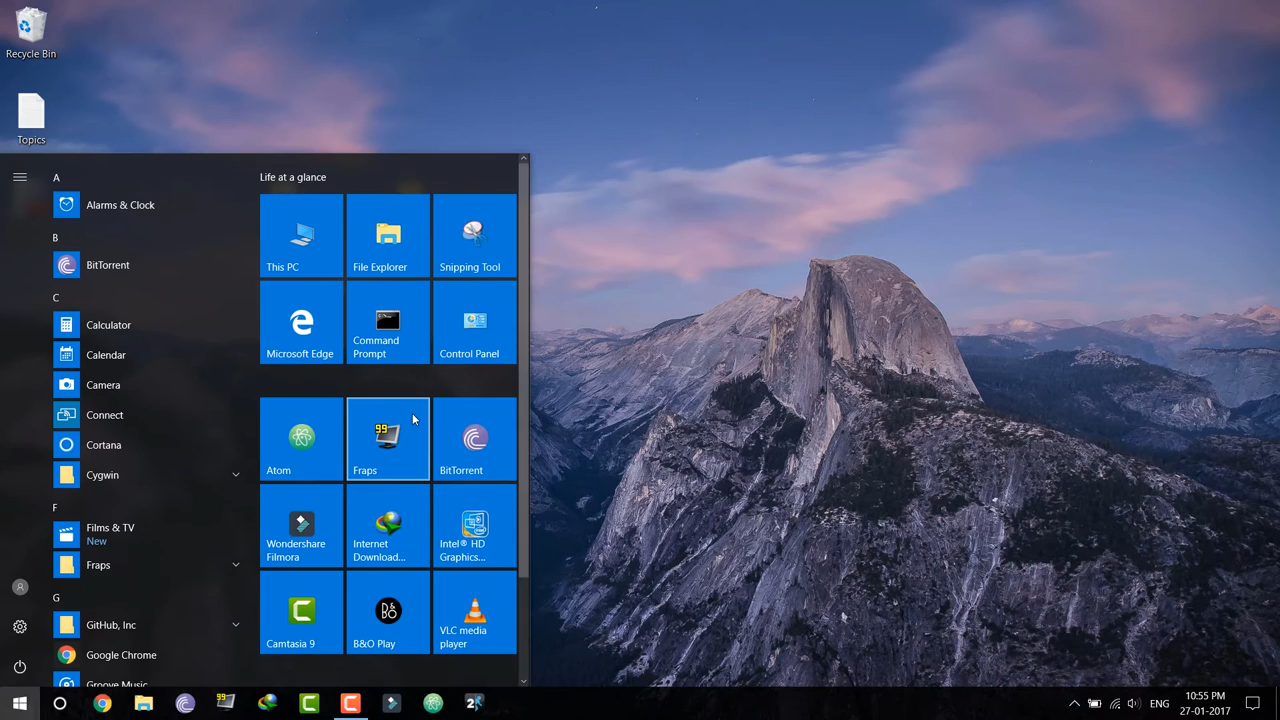 Recycle Bin
Topics
A
Alarms & Clock
B
BitTorrent
C
Calculator
Calendar
Camera
Connect
Cortana
Cygwin
F
Films & TV
New
Fraps
G
GitHub, Inc
Google Chrome
Groove Music
Life at a glance
This PC
File Explorer
Snipping Tool
Microsoft Edge
Command
Prompt
Control Panel
Atom
99
Fraps
BitTorrent
Wondershare
Filmora
Internet
Download...
Intel® HD
Graphics...
Camtasia 9
B&O
B&O Play
VLC media
player
99
ENG
10:55 PM
27-01-2017